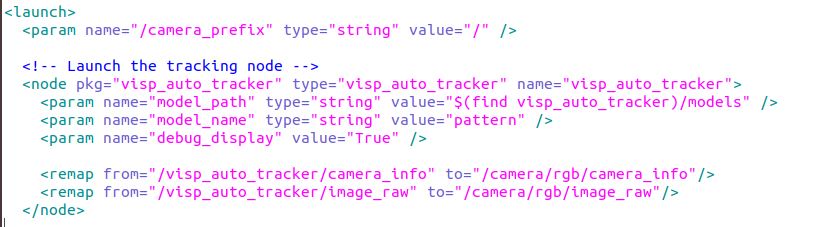 <launch>
<param name="/camera_prefix" type="string" value="/" />
<!-- Launch the tracking node -->
<node pkg="visp_auto_tracker" type="visp_auto_tracker" name="visp_auto_tracker">
<param name="model_path" type="string" value="$(find visp_auto_tracker)/models" />
<param name="model_name" type="string" value="pattern" />
<param name="debug_display" value="True" />
<remap from="/visp_auto_tracker/camera_info" to="/camera/rgb/camera_info"/>
<remap from="/visp_auto_tracker/image_raw" to="/camera/rgb/image_raw"/>
</node>